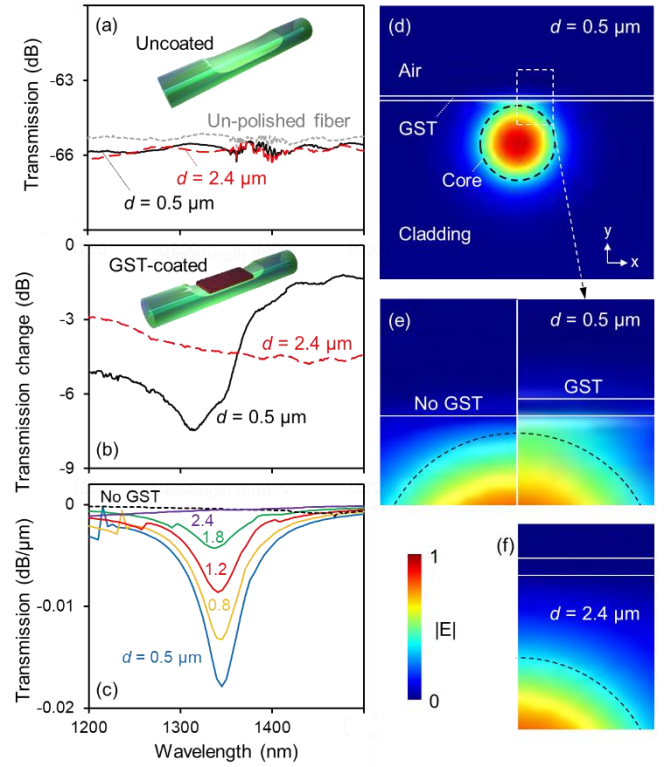 (a)
Uncoated
Transmission (dB)
-63
-66
Un-polished fiber
d = 2.4 μm
d = 0.5 μm
0
GST-coated
Transmission change (dB)
-3
-6
-9
d = 2.4 μm
d = 0.5 μm
(b)
No GST
2.4
1.8
1.2
0.8
d = 0.5 μm
(c)
Transmission (dB/μm)
0
-0.01
-0.02
1200
1300
1400
Wavelength (nm)
(d)
d = 0.5 μm
Air
GST
Core
Cladding
y
x
(e)
d = 0.5 μm
No GST
GST
1
|E|
0
(f)
d = 2.4 μm